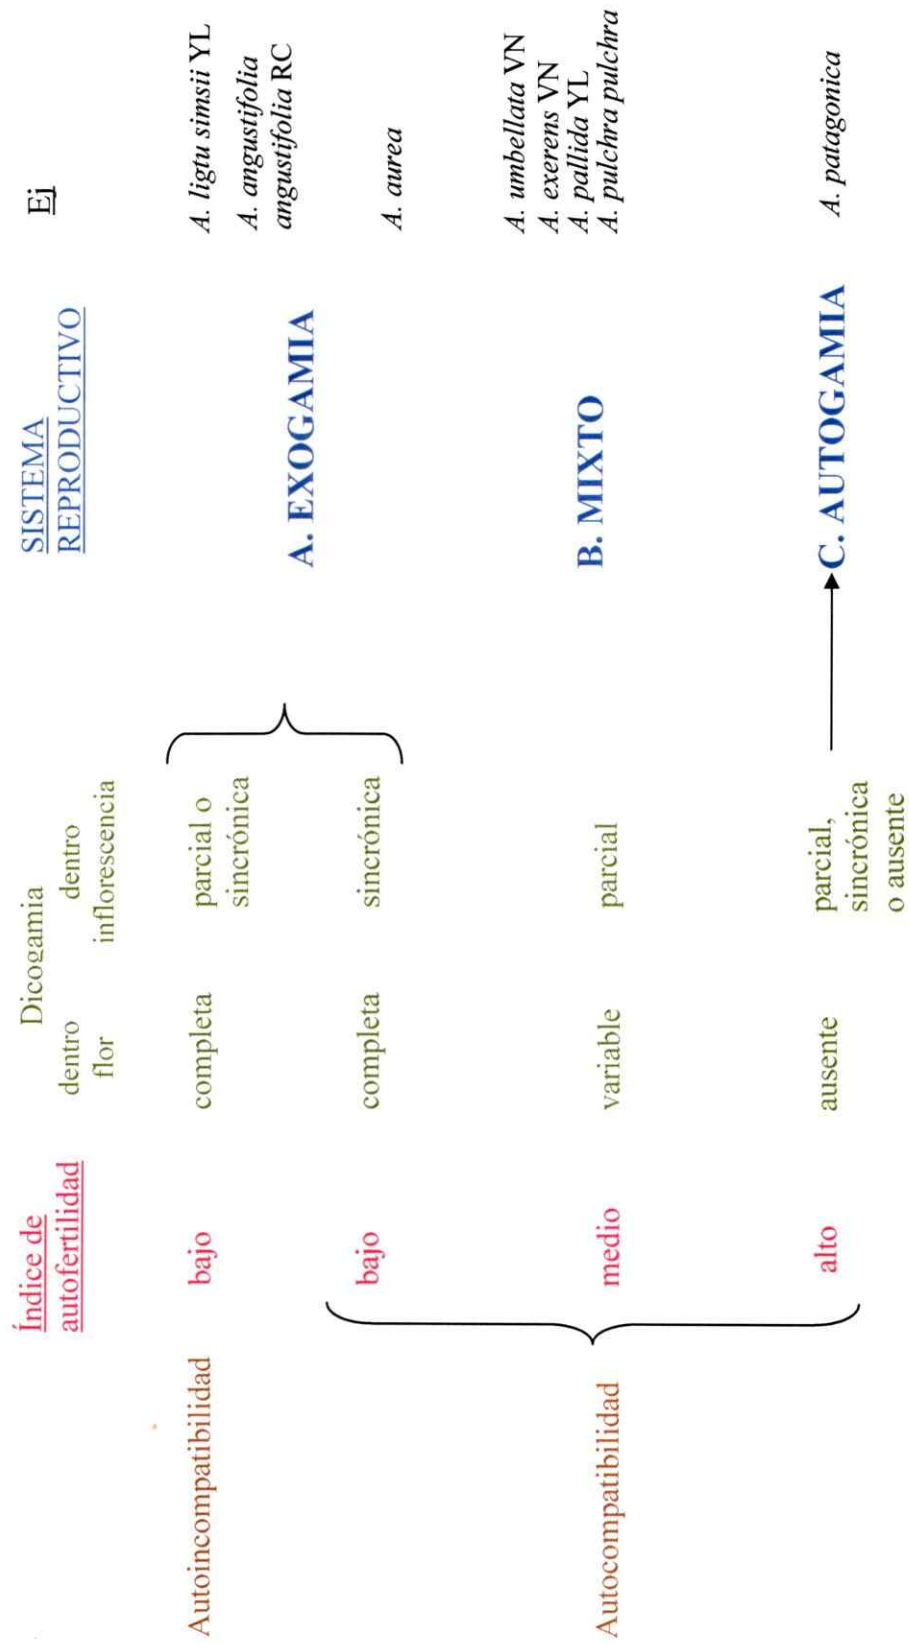 Índice de
autofertilidad
Dicogamia
dentro
flor
dentro
inflorescencia
SISTEMA
REPRODUCTIVO
Ej
Autoincompatibilidad
bajo
completa
parcial o
sincrónica
A. EXOGAMIA
A. ligtu simsii YL
A. angustifolia
angustifolia RC
bajo
completa
sincrónica
A. aurea
Autocompatibilidad
medio
variable
parcial
B. MIXTO
A. umbellata VN
A. exerens VN
A. pallida YL
A. pulchra pulchra
alto
ausente
parcial,
sincrónica
o ausente
C. AUTOGAMIA
A. patagonica